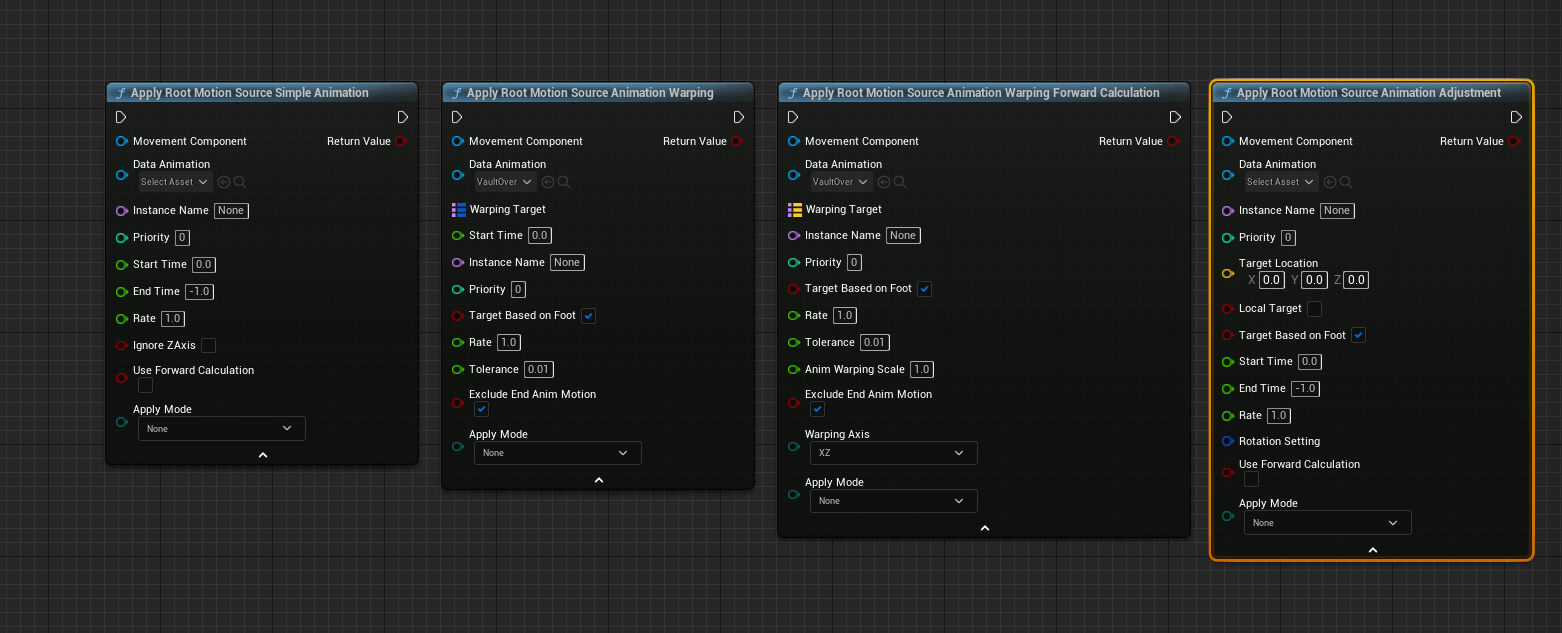 Apply Root Motion Source Simple Animation
Movement Component
Return Value
Data Animation
Select Asset
Instance Name None
Priority 0
Start Time 0.0
End Time -1.0
Rate 1.0
Ignore ZAxis
Use Forward Calculation
Apply Mode
None
Apply Root Motion Source Animation Warping
Movement Component
Return Value
Data Animation
VaultOver
Warping Target
Start Time 0.0
Instance Name None
Priority 0
Target Based on Foot
Rate 1.0
Tolerance 0.01
Exclude End Anim Motion
Apply Mode
None
Apply Root Motion Source Animation Warping Forward Calculation
Movement Component
Return Value
Data Animation
VaultOver
Warping Target
Instance Name None
Priority 0
Target Based on Foot
Rate 1.0
Tolerance 0.01
Anim Warping Scale 1.0
Exclude End Anim Motion
Warping Axis
XZ
Apply Mode
None
Apply Root Motion Source Animation Adjustment
Movement Component
Return Value
Data Animation
Select Asset
Instance Name None
Priority 0
Target Location
X 0.0 Y 0.0 Z 0.0
Local Target
Target Based on Foot
Start Time 0.0
End Time -1.0
Rate 1.0
Rotation Setting
Use Forward Calculation
Apply Mode
None